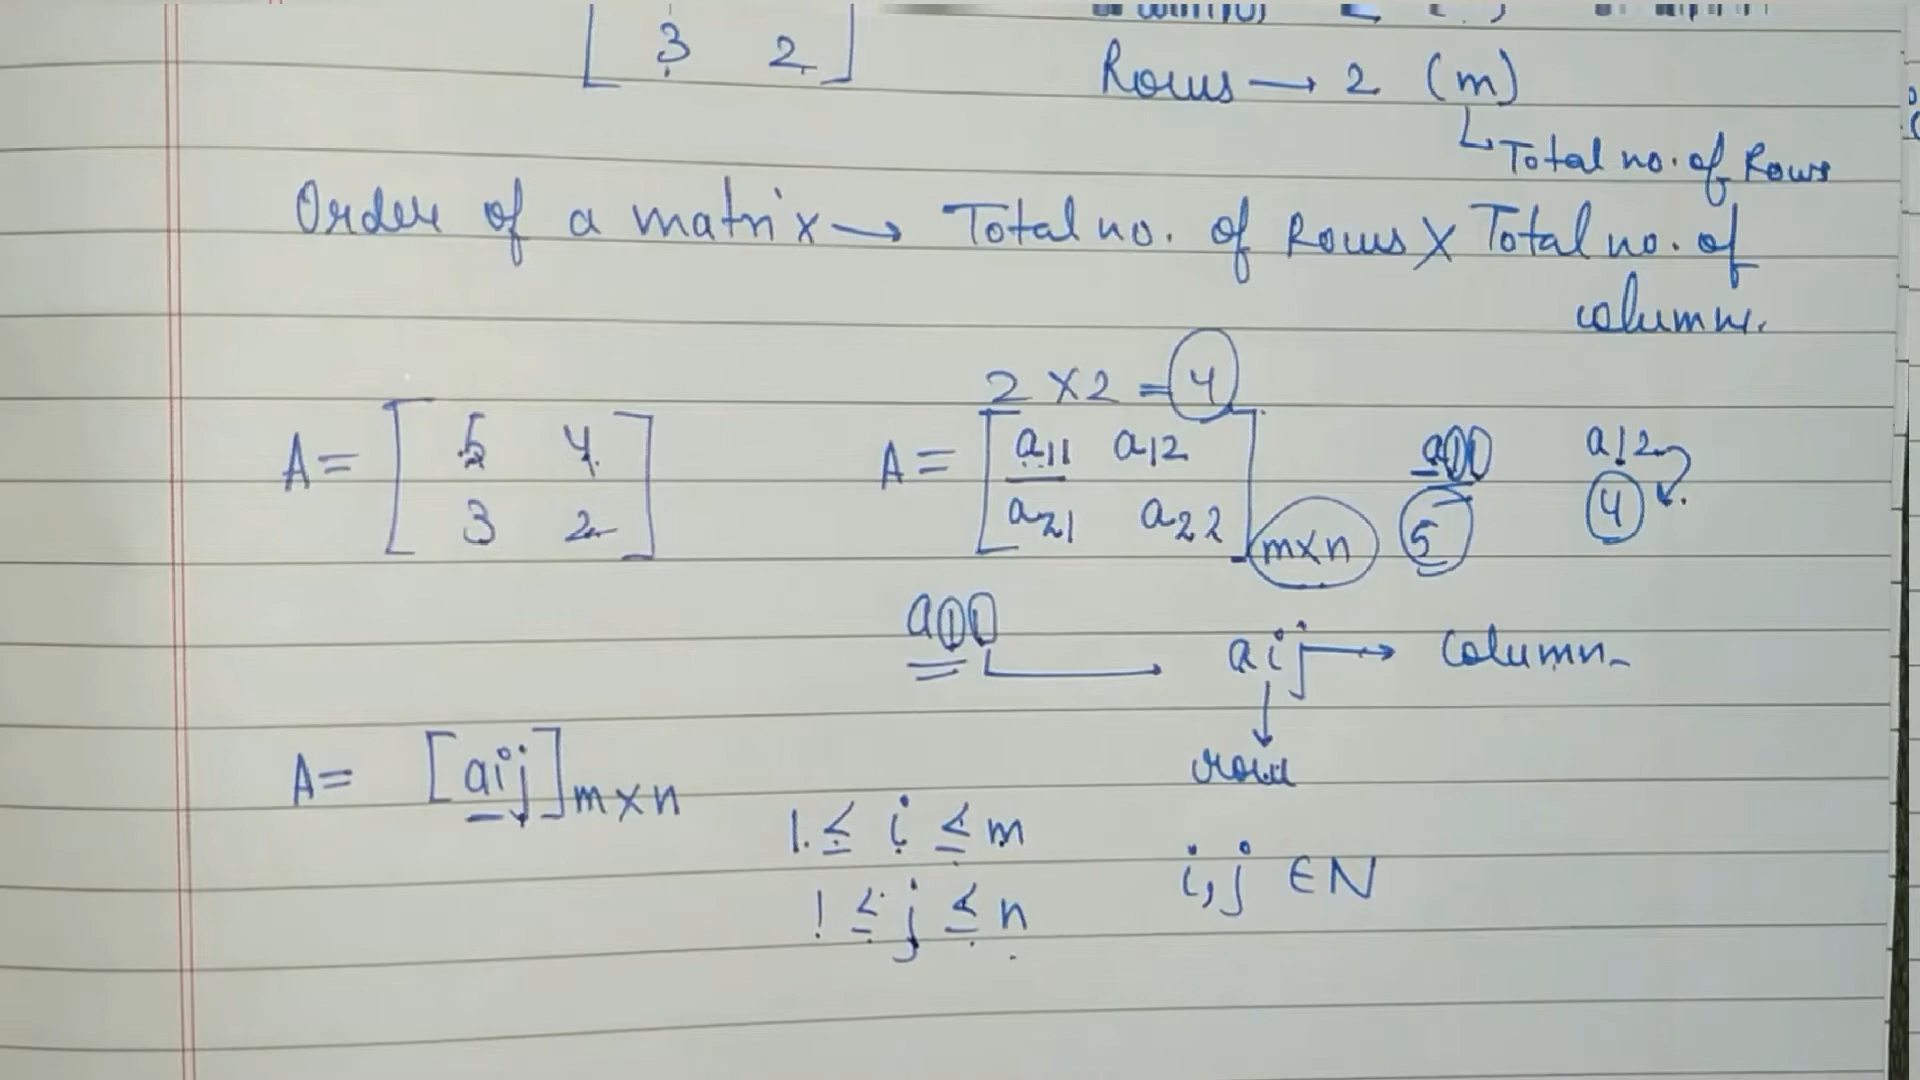 3 2
Rows → 2 (m)
↳ Total no. of Rows
Order of a matrix → Total no. of Rows X Total no. of
column.
2 X 2 = 4
A = [ 5 4
3 2 ]
A = [ a11 a12
a21 a22 ] mxn
a11
5
a12
4
a11 → aij → Column
row
A = [aij] mxn
1 ≤ i ≤ m
1 ≤ j ≤ n
i, j ∈ N